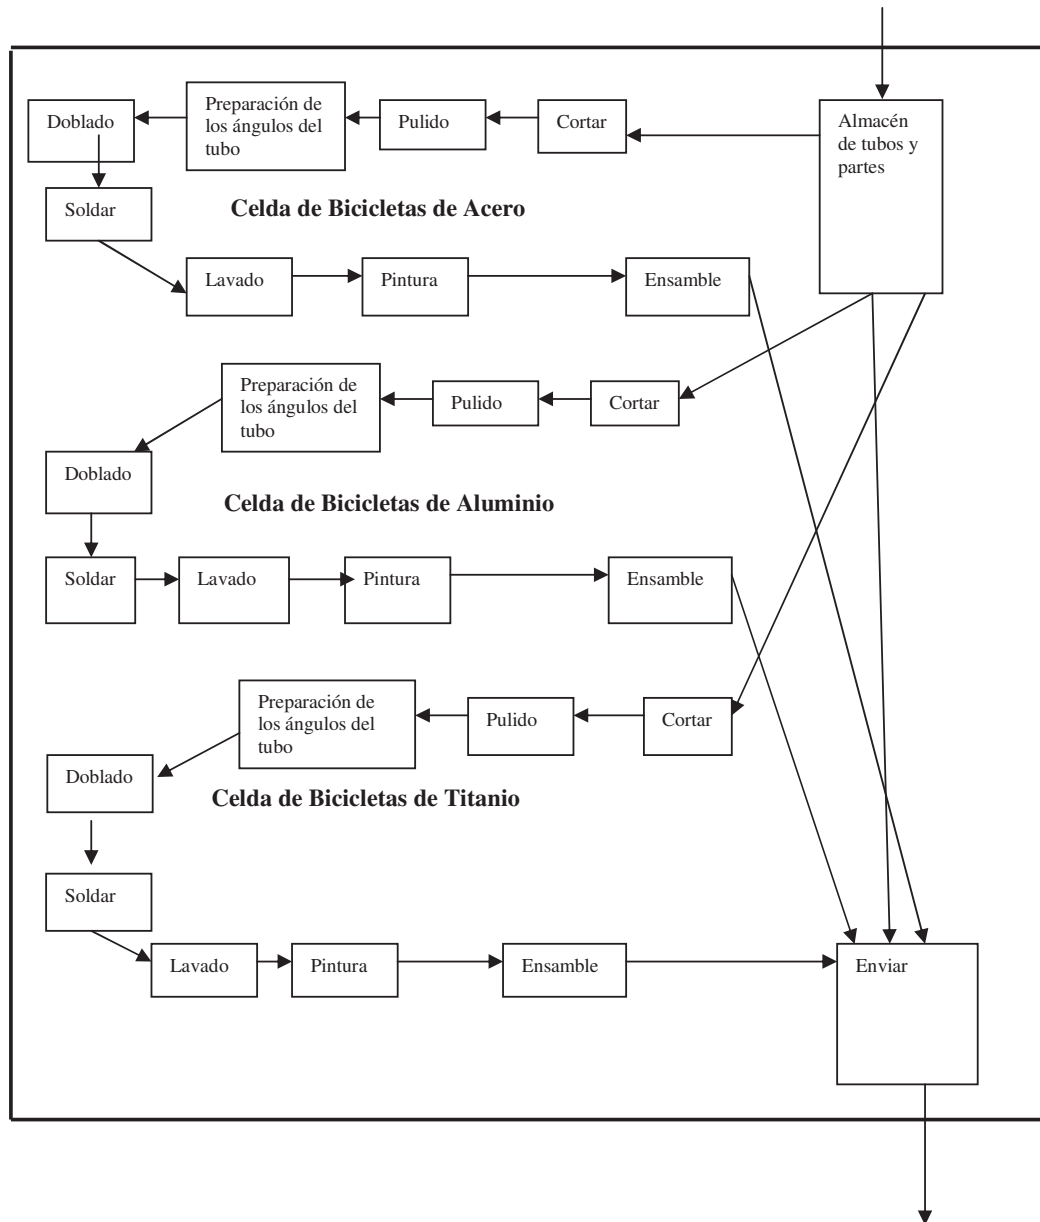 Almacén
de tubos y
partes
Cortar
Pulido
Preparación de
los ángulos del
tubo
Doblado
Soldar
Celda de Bicicletas de Acero
Lavado
Pintura
Ensamble
Cortar
Pulido
Preparación de
los ángulos del
tubo
Doblado
Celda de Bicicletas de Aluminio
Soldar
Lavado
Pintura
Ensamble
Cortar
Pulido
Preparación de
los ángulos del
tubo
Doblado
Celda de Bicicletas de Titanio
Soldar
Lavado
Pintura
Ensamble
Enviar